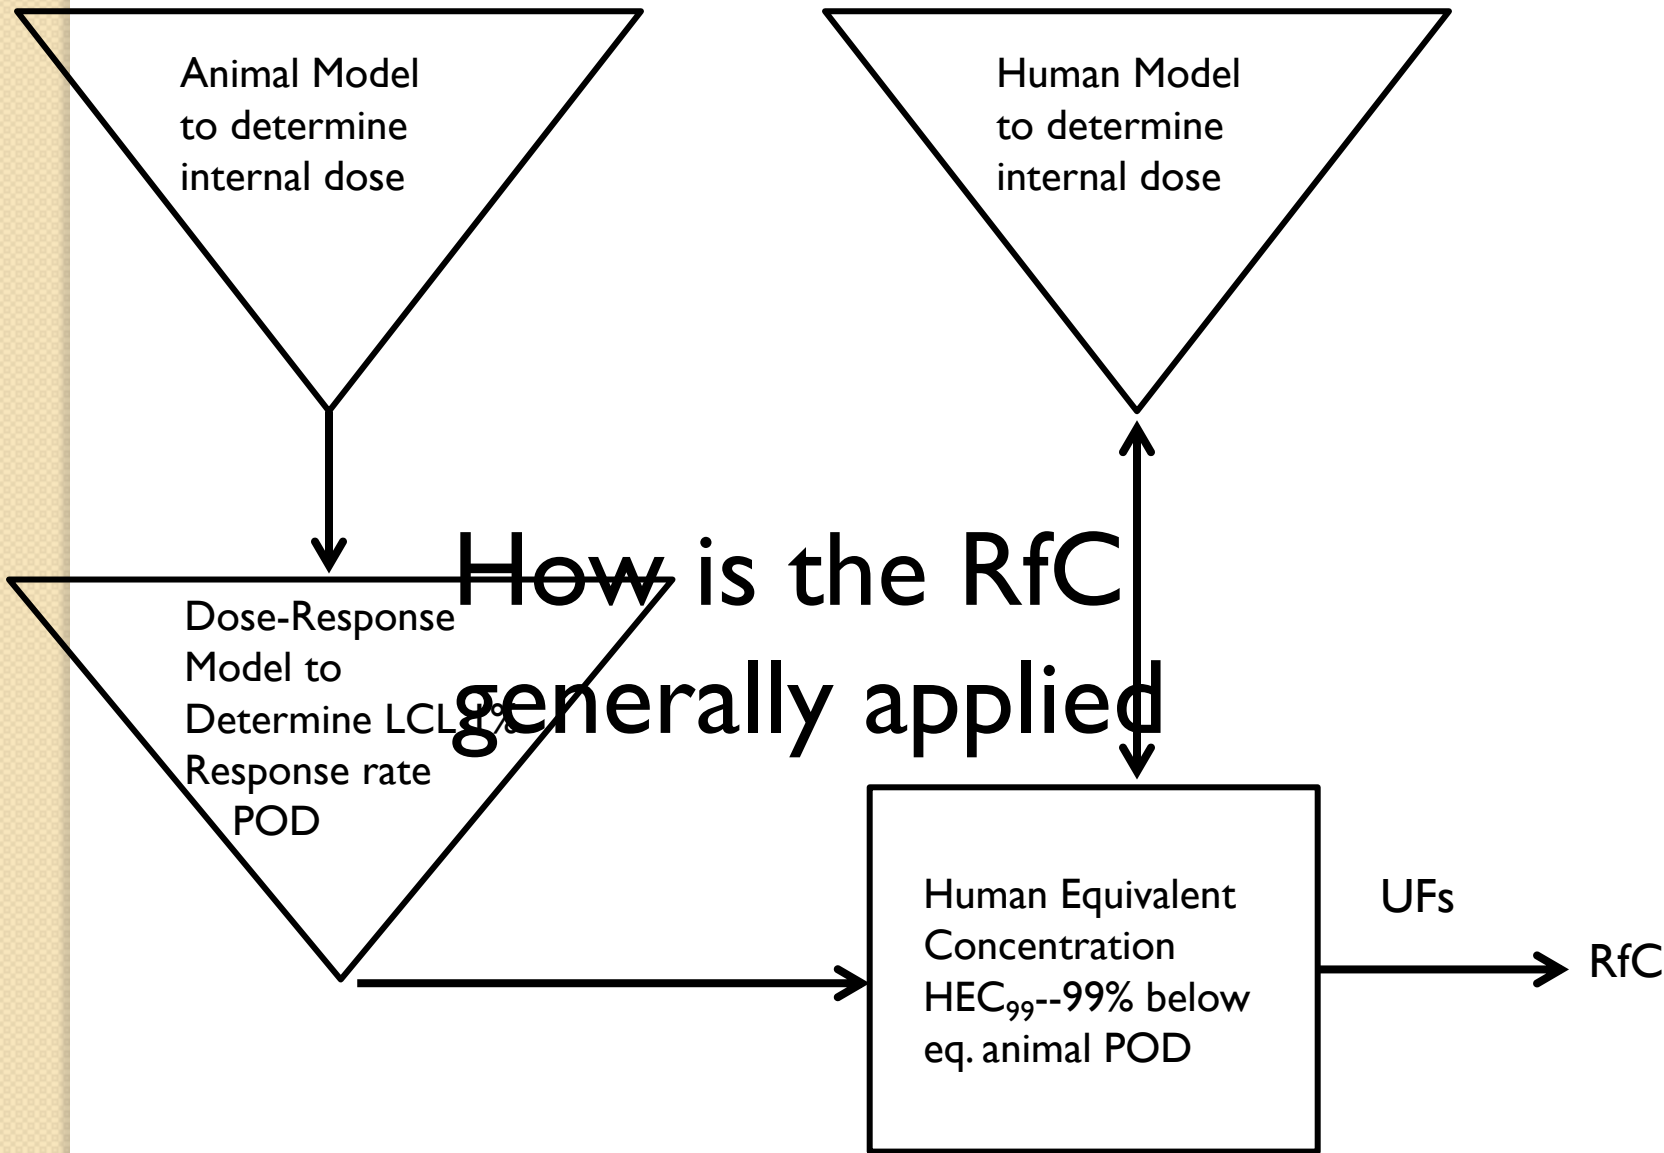 Animal Model
to determine
internal dose
Human Model
to determine
internal dose
How is the RfC
generally applied
Dose-Response
Model to
Determine LCL 1%
Response rate
POD
Human Equivalent
Concentration
HEC₉₉--99% below
eq. animal POD
UFs
RfC